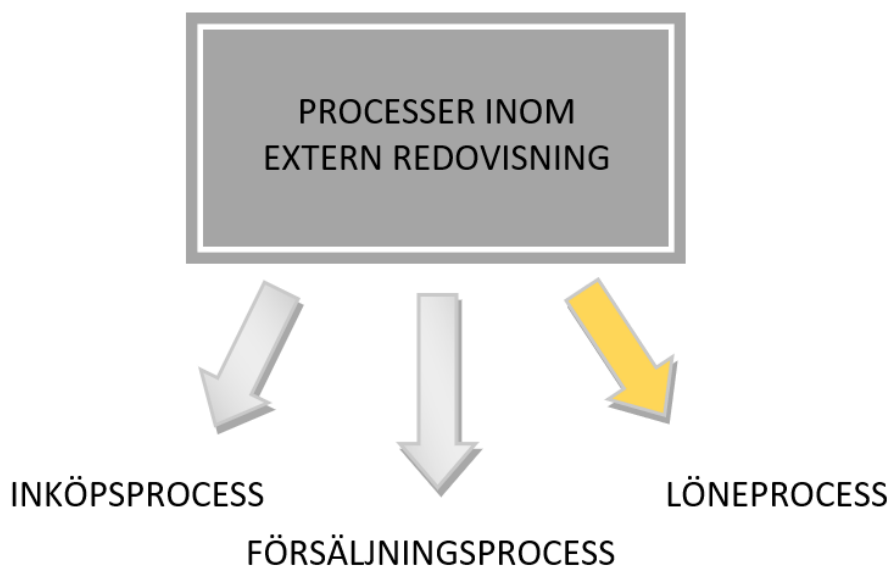 PROCESSER INOM
EXTERN REDOVISNING
INKÖPSPROCESS
LÖNEPROCESS
FÖRSÄLJNINGSPROCESS